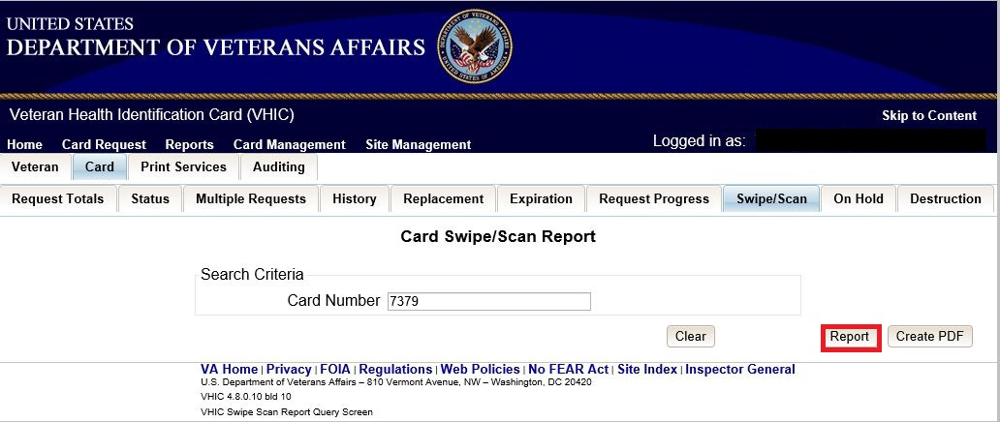 UNITED STATES
DEPARTMENT OF VETERANS AFFAIRS
Veteran Health Identification Card (VHIC)
Skip to Content
Home Card Request Reports Card Management Site Management Logged in as:
Veteran Card Print Services Auditing
Request Totals Status Multiple Requests History Replacement Expiration Request Progress Swipe/Scan On Hold Destruction
Card Swipe/Scan Report
Search Criteria
Card Number 7379
Clear Report Create PDF
VA Home | Privacy | FOIA | Regulations | Web Policies | No FEAR Act | Site Index | Inspector General
U.S. Department of Veterans Affairs – 810 Vermont Avenue, NW – Washington, DC 20420
VHIC 4.8.0.10 bld 10
VHIC Swipe Scan Report Query Screen